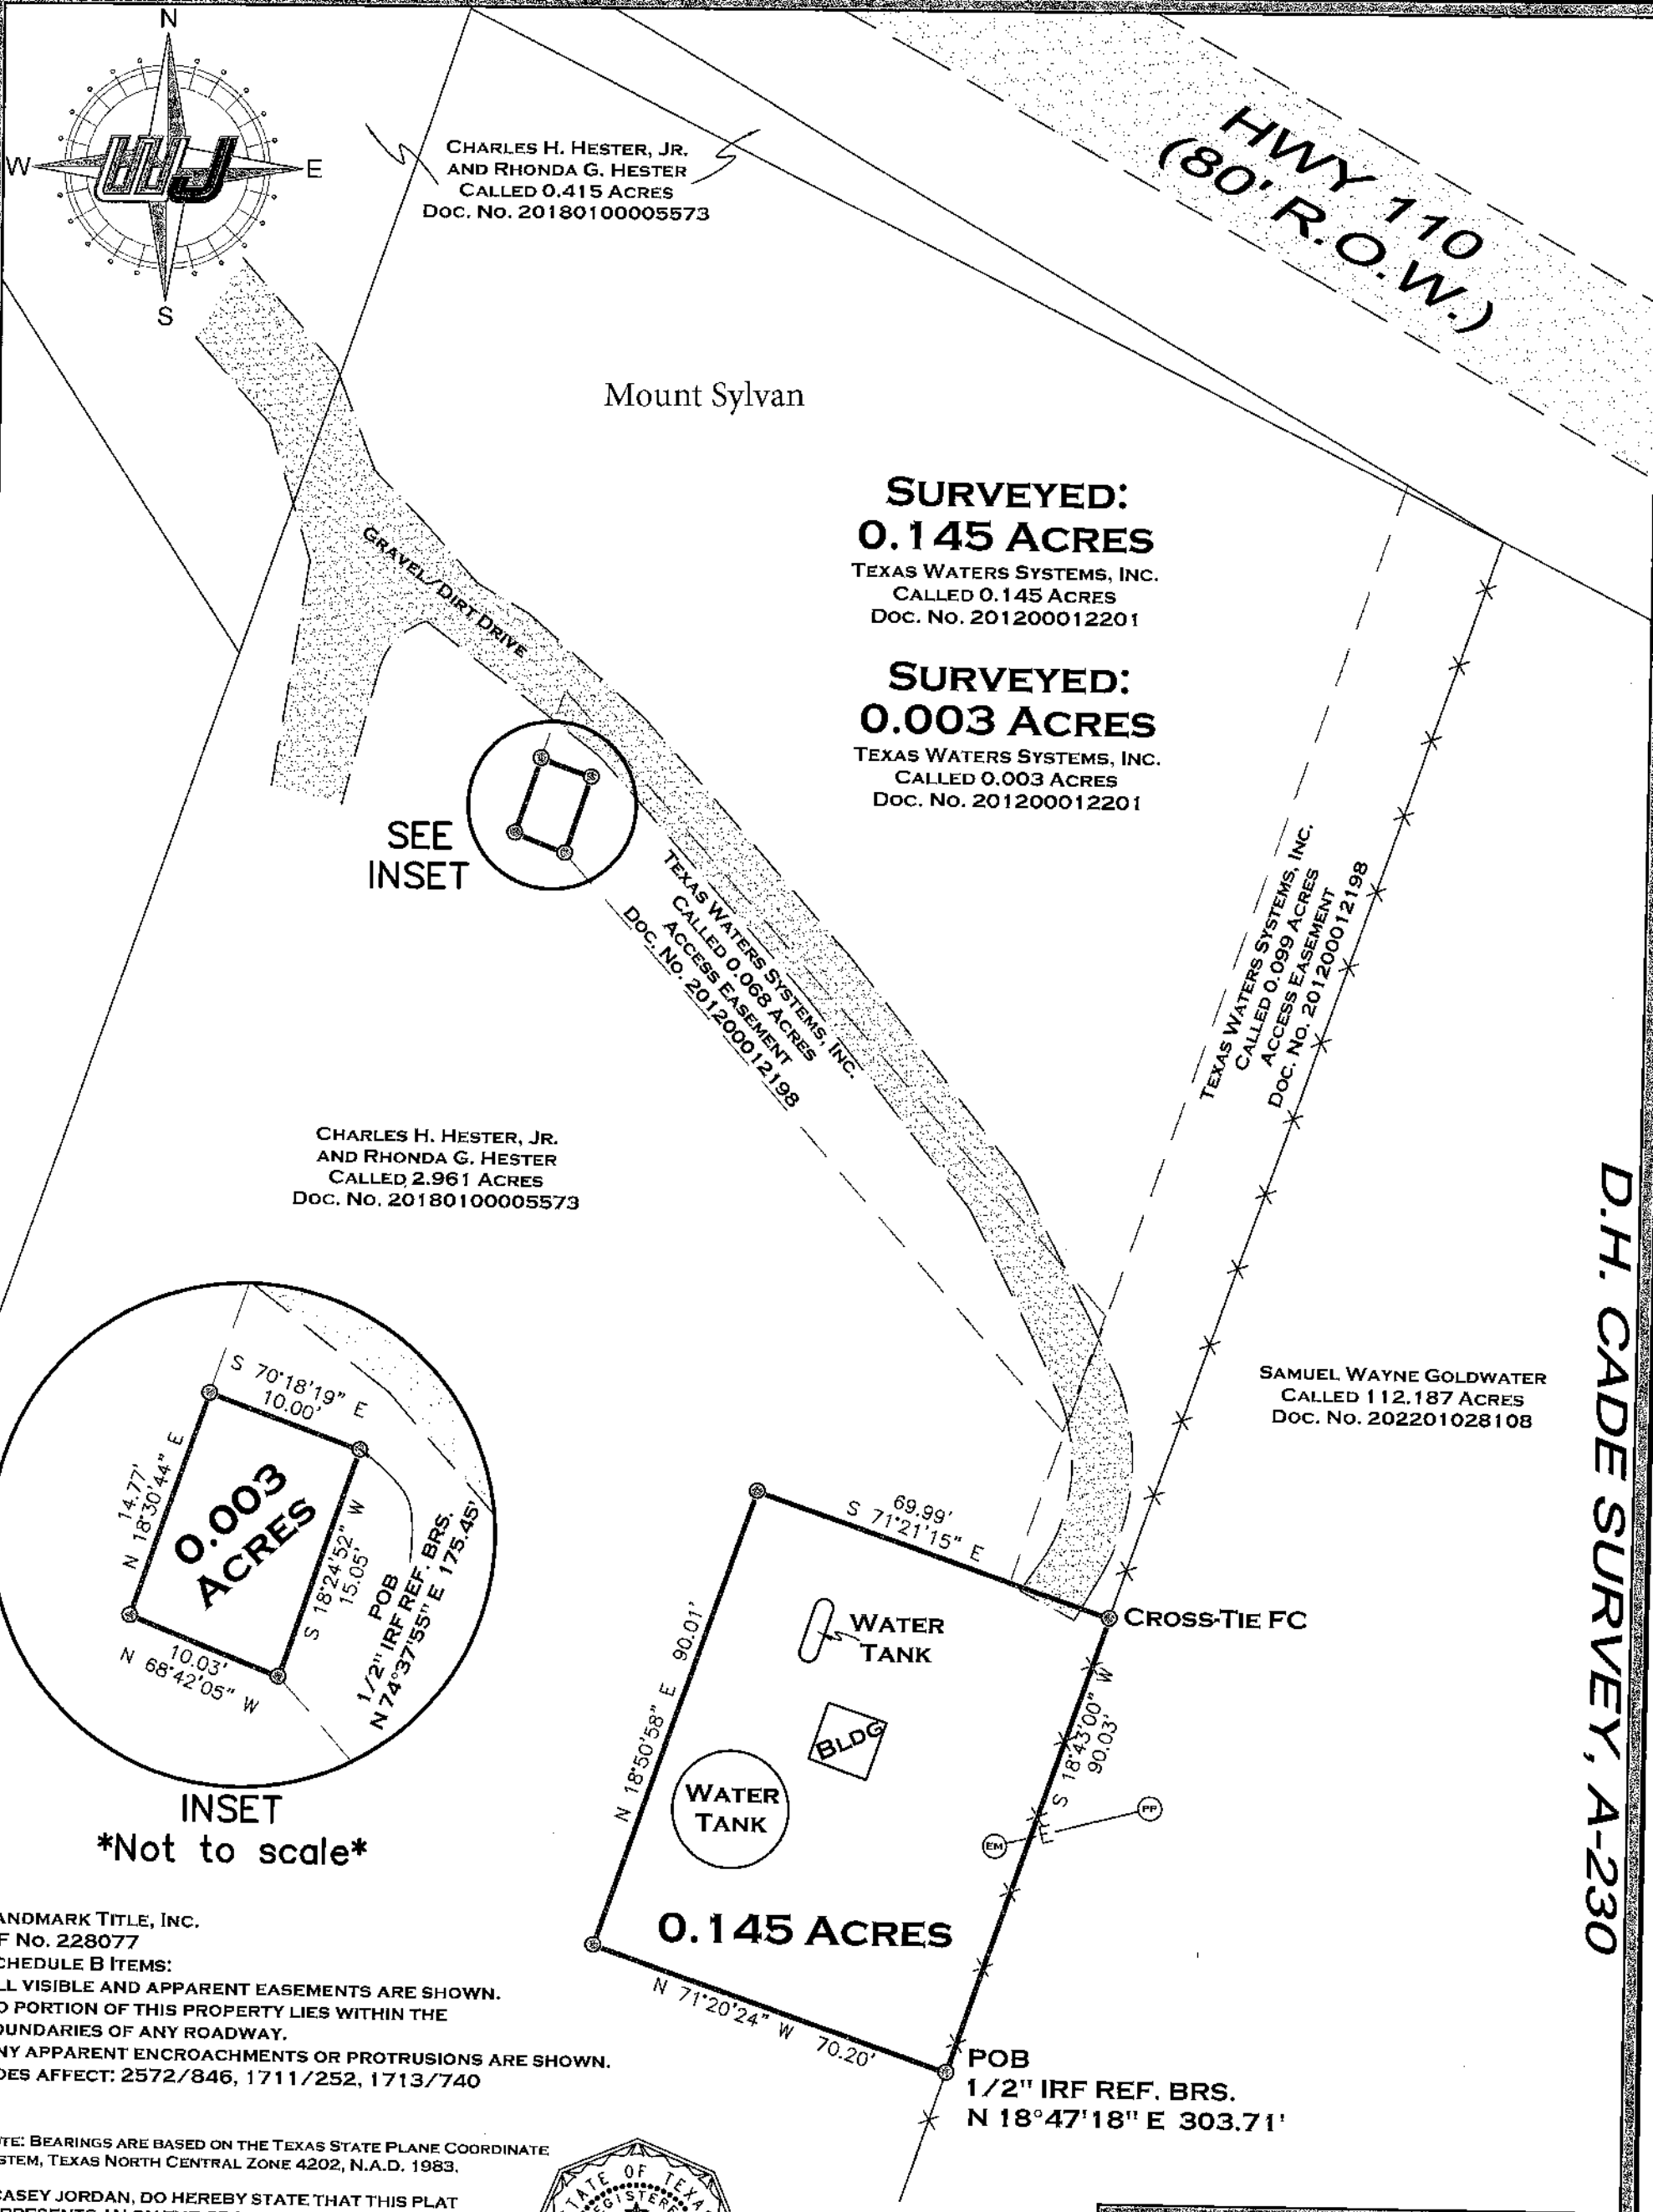 N
W
E
S
CHARLES H. HESTER, JR.
AND RHONDA G. HESTER
CALLED 0.415 ACRES
DOC. NO. 20180100005573
HWY 110
(80' R.O.W.)
Mount Sylvan
SURVEYED:
0.145 ACRES
TEXAS WATERS SYSTEMS, INC.
CALLED 0.145 ACRES
DOC. NO. 201200012201
SURVEYED:
0.003 ACRES
TEXAS WATERS SYSTEMS, INC.
CALLED 0.003 ACRES
DOC. NO. 201200012201
GRAVEL/DIRT DRIVE
SEE
INSET
TEXAS WATERS SYSTEMS, INC.
CALLED 0.068 ACRES
ACCESS EASEMENT
DOC. NO. 201200012198
TEXAS WATERS SYSTEMS, INC.
CALLED 0.099 ACRES
ACCESS EASEMENT
DOC. NO. 201200012198
CHARLES H. HESTER, JR.
AND RHONDA G. HESTER
CALLED 2.961 ACRES
DOC. NO. 20180100005573
D.H. CADE SURVEY, A-230
SAMUEL WAYNE GOLDWATER
CALLED 112.187 ACRES
DOC. NO. 202201028108
S 70°18'19" E
10.00'
14.77'
N 18°30'44" E
0.003
ACRES
S 18°24'52" W
15.05'
POB
1/2" IRF REF. BRS.
N 74°37'55" E 175.45'
10.03'
N 68°42'05" W
INSET
*Not to scale*
69.99'
S 71°21'15" E
CROSS-TIE FC
WATER
TANK
N 18°50'58" E 90.01'
BLDG
S 18°43'00" W
90.03'
WATER
TANK
PP
EM
E
0.145 ACRES
N 71°20'24" W 70.20'
POB
1/2" IRF REF. BRS.
N 18°47'18" E 303.71'
ANDMARK TITLE, INC.
F NO. 228077
CHEDULE B ITEMS:
LL VISIBLE AND APPARENT EASEMENTS ARE SHOWN.
O PORTION OF THIS PROPERTY LIES WITHIN THE
OUNDARIES OF ANY ROADWAY.
NY APPARENT ENCROACHMENTS OR PROTRUSIONS ARE SHOWN.
OES AFFECT: 2572/846, 1711/252, 1713/740
TE: BEARINGS ARE BASED ON THE TEXAS STATE PLANE COORDINATE
STEM, TEXAS NORTH CENTRAL ZONE 4202, N.A.D. 1983.
CASEY JORDAN, DO HEREBY STATE THAT THIS PLAT
STATE OF TEXA